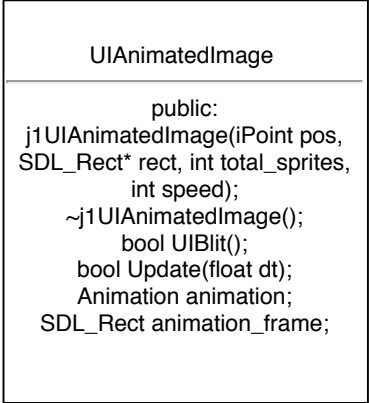 UIAnimatedImage
public:
j1UIAnimatedImage(iPoint pos,
SDL_Rect* rect, int total_sprites,
int speed);
~j1UIAnimatedImage();
bool UIBlit();
bool Update(float dt);
Animation animation;
SDL_Rect animation_frame;